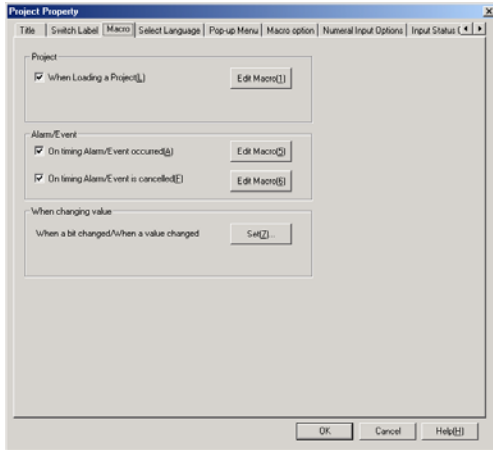 Project Property
Title Switch Label Macro Select Language Pop-up Menu Macro option Numeral Input Options Input Status (
Project
When Loading a Project(L) Edit Macro(1)
Alarm/Event
On timing Alarm/Event occurred(A) Edit Macro(5)
On timing Alarm/Event is cancelled(F) Edit Macro(6)
When changing value
When a bit changed/When a value changed Set(Z)...
OK Cancel Help(H)